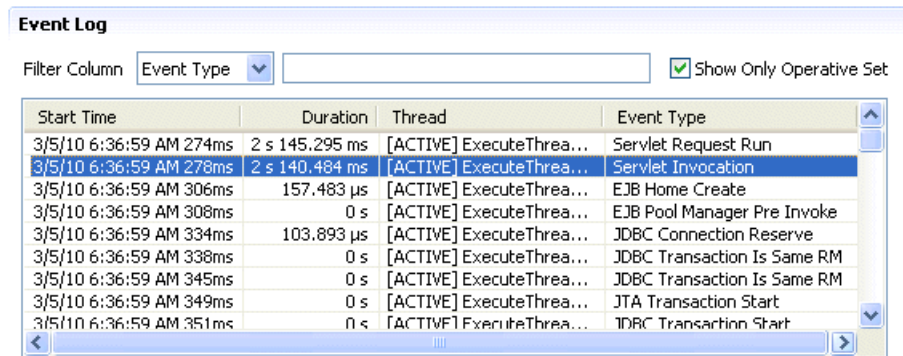 Event Log
Filter Column Event Type Show Only Operative Set
Start Time Duration Thread Event Type
3/5/10 6:36:59 AM 274ms 2 s 145.295 ms [ACTIVE] ExecuteThrea... Servlet Request Run
3/5/10 6:36:59 AM 278ms 2 s 140.484 ms [ACTIVE] ExecuteThrea... Servlet Invocation
3/5/10 6:36:59 AM 306ms 157.483 µs [ACTIVE] ExecuteThrea... EJB Home Create
3/5/10 6:36:59 AM 308ms 0 s [ACTIVE] ExecuteThrea... EJB Pool Manager Pre Invoke
3/5/10 6:36:59 AM 334ms 103.893 µs [ACTIVE] ExecuteThrea... JDBC Connection Reserve
3/5/10 6:36:59 AM 338ms 0 s [ACTIVE] ExecuteThrea... JDBC Transaction Is Same RM
3/5/10 6:36:59 AM 345ms 0 s [ACTIVE] ExecuteThrea... JDBC Transaction Is Same RM
3/5/10 6:36:59 AM 349ms 0 s [ACTIVE] ExecuteThrea... JTA Transaction Start
3/5/10 6:36:59 AM 351ms 0 s [ACTIVE] ExecuteThrea... JDBC Transaction Start